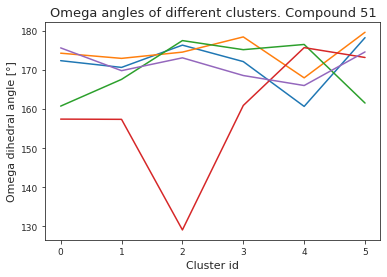 Omega angles of different clusters. Compound 51
Omega dihedral angle [°]
180
170
160
150
140
130
0 1 2 3 4 5
Cluster id